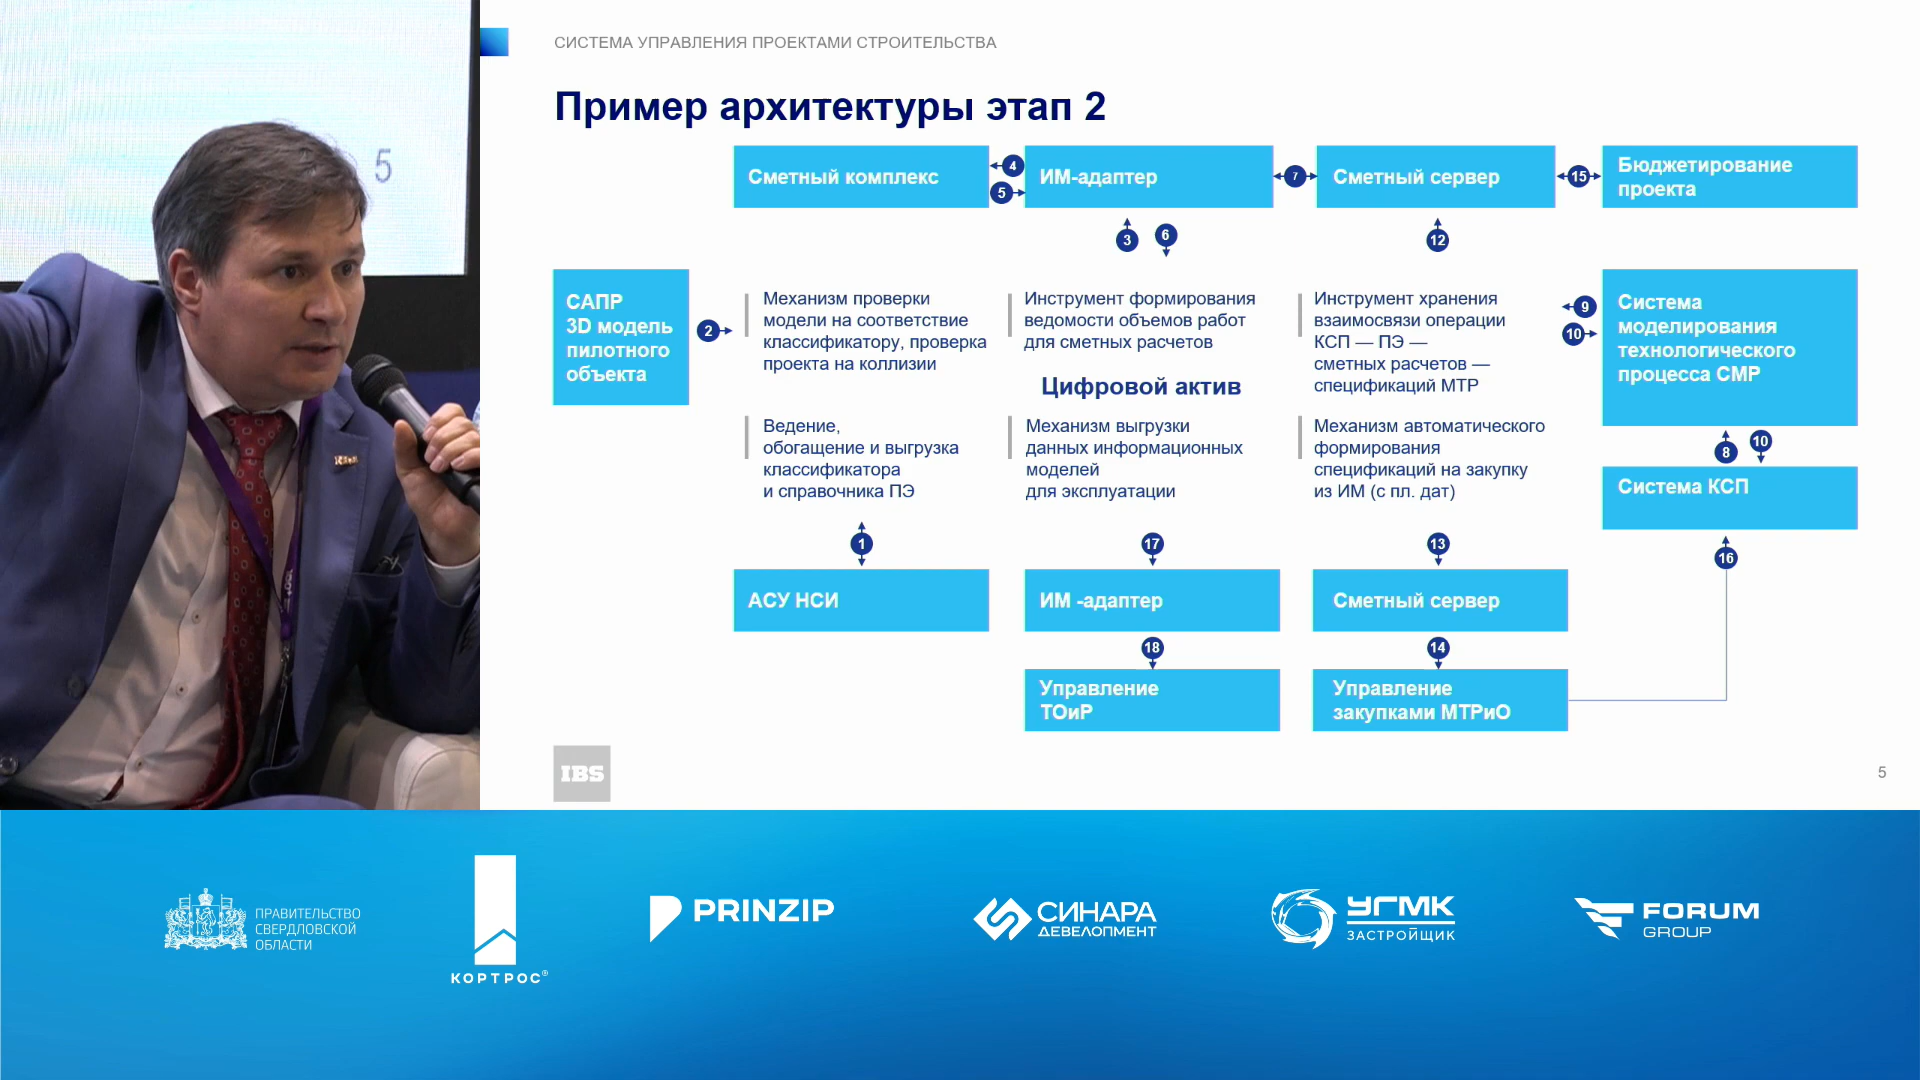 5
СИСТЕМА УПРАВЛЕНИЯ ПРОЕКТАМИ СТРОИТЕЛЬСТВА
Пример архитектуры этап 2
Сметный комплекс
4
5
ИМ-адаптер
7
Сметный сервер
15
Бюджетирование
проекта
3
6
12
САПР
3D модель
пилотного
объекта
2
Механизм проверки
модели на соответствие
классификатору, проверка
проекта на коллизии
Инструмент формирования
ведомости объемов работ
для сметных расчетов
Инструмент хранения
взаимосвязи операции
КСП — ПЭ —
сметных расчетов —
спецификаций МТР
9
10
Система
моделирования
технологического
процесса СМР
Цифровой актив
Ведение,
обогащение и выгрузка
классификатора
и справочника ПЭ
Механизм выгрузки
данных информационных
моделей
для эксплуатации
Механизм автоматического
формирования
спецификаций на закупку
из ИМ (с пл. дат)
8
10
Система КСП
1
17
13
16
АСУ НСИ
ИМ -адаптер
Сметный сервер
18
14
Управление
ТОиР
Управление
закупками МТРиО
IBS
5
ПРАВИТЕЛЬСТВО
СВЕРДЛОВСКОЙ
ОБЛАСТИ
КОРТРОС®
PRINZIP
СИНАРА
ДЕВЕЛОПМЕНТ
УГМК
ЗАСТРОЙЩИК
FORUM
GROUP